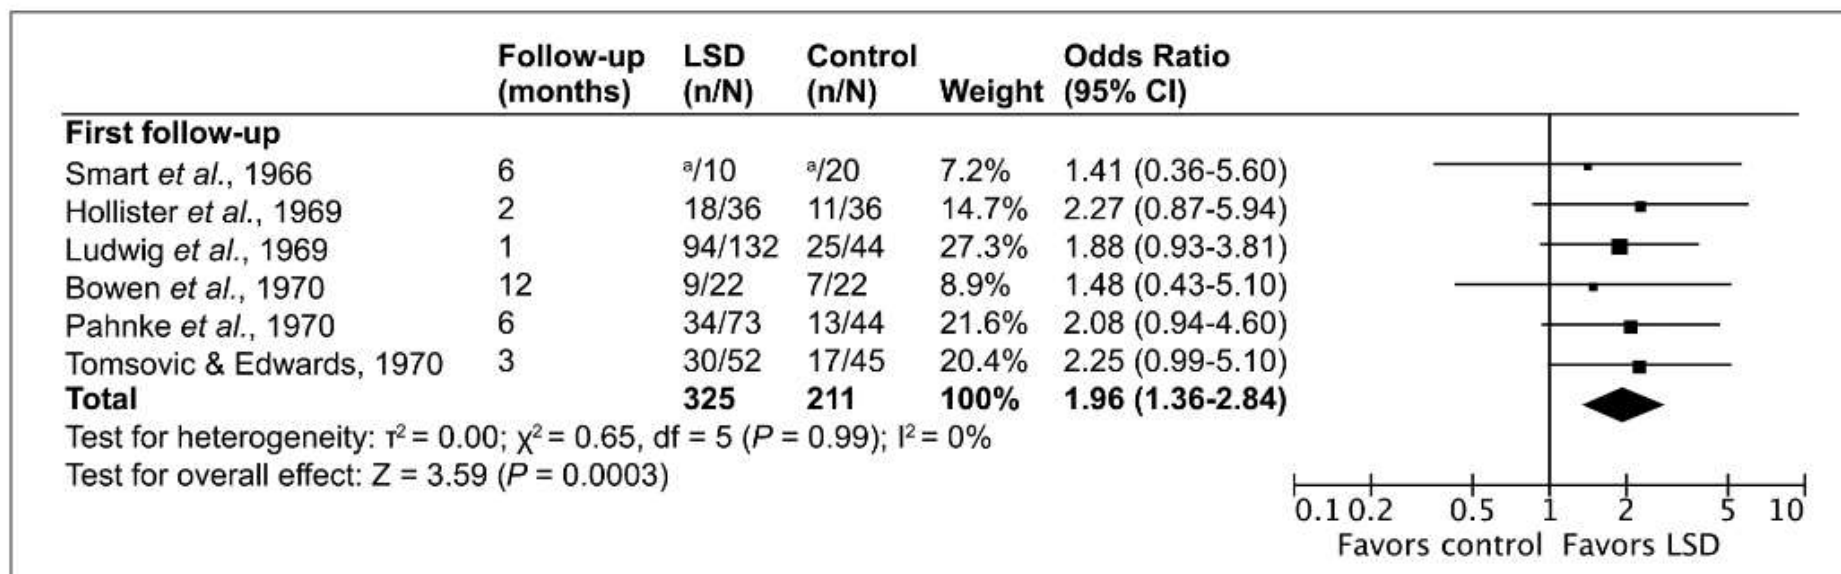 Follow-up (months) LSD (n/N) Control (n/N) Weight Odds Ratio (95% CI)
First follow-up
Smart et al., 1966 6 ᵃ/10 ᵃ/20 7.2% 1.41 (0.36-5.60)
Hollister et al., 1969 2 18/36 11/36 14.7% 2.27 (0.87-5.94)
Ludwig et al., 1969 1 94/132 25/44 27.3% 1.88 (0.93-3.81)
Bowen et al., 1970 12 9/22 7/22 8.9% 1.48 (0.43-5.10)
Pahnke et al., 1970 6 34/73 13/44 21.6% 2.08 (0.94-4.60)
Tomsovic & Edwards, 1970 3 30/52 17/45 20.4% 2.25 (0.99-5.10)
Total 325 211 100% 1.96 (1.36-2.84)
Test for heterogeneity: τ² = 0.00; χ² = 0.65, df = 5 (P = 0.99); I² = 0%
Test for overall effect: Z = 3.59 (P = 0.0003)
0.1 0.2 0.5 1 2 5 10
Favors control Favors LSD